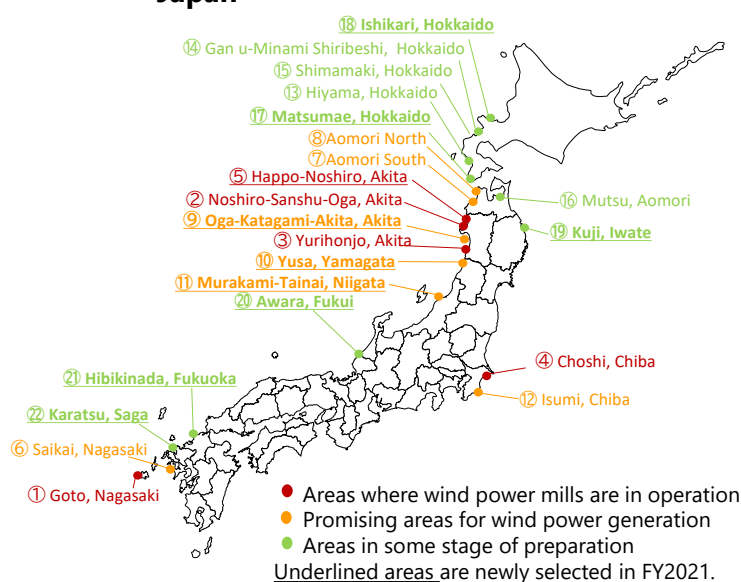 Japan
⑱ Ishikari, Hokkaido
⑭ Gan u-Minami Shiribeshi, Hokkaido
⑮ Shimamaki, Hokkaido
⑬ Hiyama, Hokkaido
⑰ Matsumae, Hokkaido
⑧Aomori North
⑦Aomori South
⑤ Happo-Noshiro, Akita
② Noshiro-Sanshu-Oga, Akita
⑯ Mutsu, Aomori
⑨ Oga-Katagami-Akita, Akita
⑲ Kuji, Iwate
③ Yurihonjo, Akita
⑩ Yusa, Yamagata
⑪ Murakami-Tainai, Niigata
⑳ Awara, Fukui
④ Choshi, Chiba
㉑ Hibikinada, Fukuoka
⑫ Isumi, Chiba
㉒ Karatsu, Saga
⑥ Saikai, Nagasaki
① Goto, Nagasaki
Areas where wind power mills are in operation
Promising areas for wind power generation
Areas in some stage of preparation
Underlined areas are newly selected in FY2021.